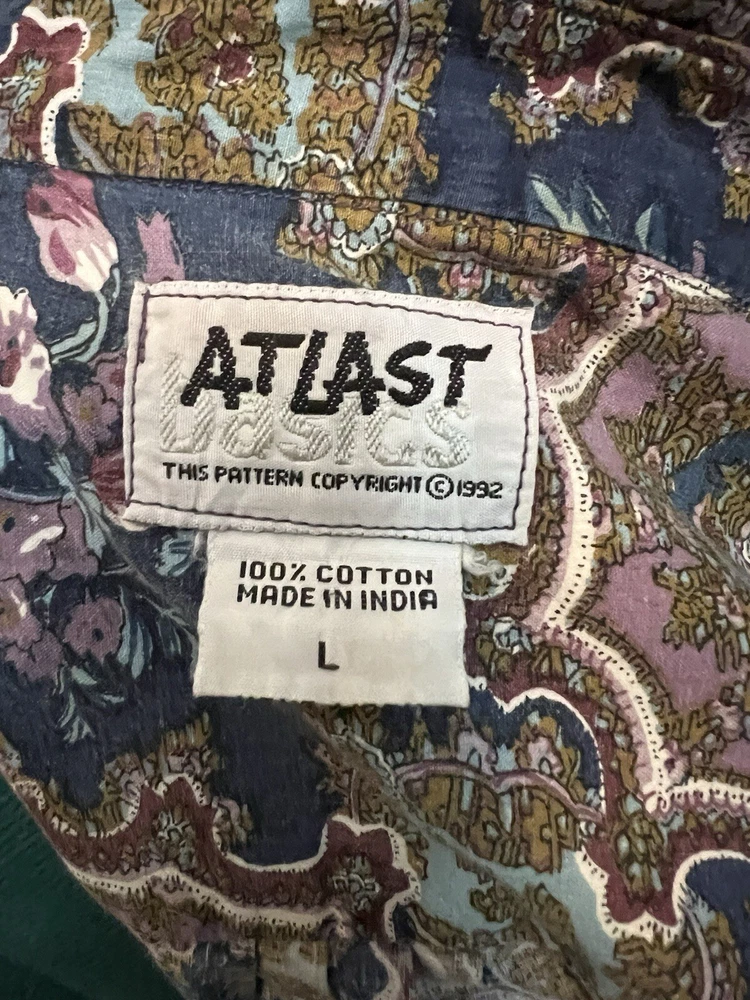 ATLAST
basics
THIS PATTERN COPYRIGHT © 1992
100% COTTON
MADE IN INDIA
L